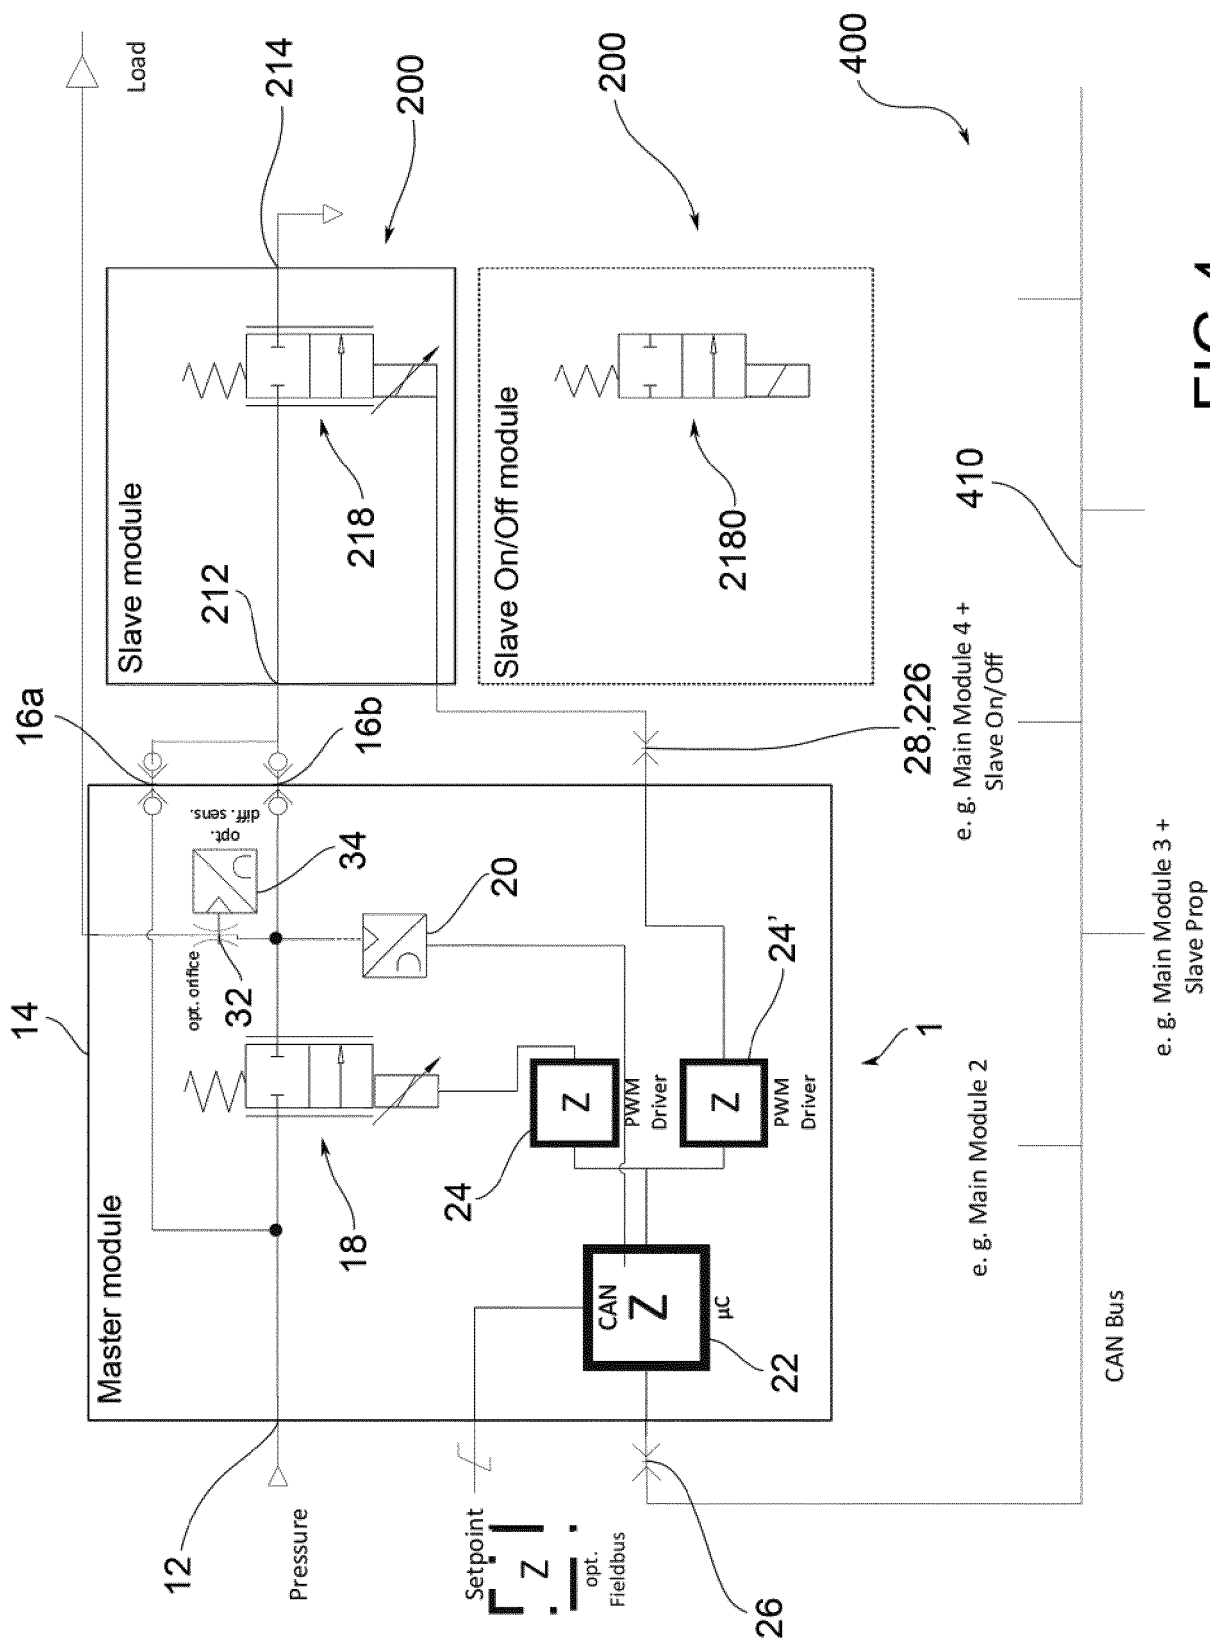 Load
214
200
200
400
16a
16b
212
Slave module
218
Slave On/Off module
2180
28,226
410
14
opt. orifice
32
opt.
diff. sens.
34
20
Master module
18
24
Z
PWM
Driver
24'
Z
PWM
Driver
1
CAN
Z
µC
22
12
Pressure
Setpoint
Z
opt.
Fieldbus
26
CAN Bus
e. g. Main Module 2
e. g. Main Module 3 +
Slave Prop
e. g. Main Module 4 +
Slave On/Off